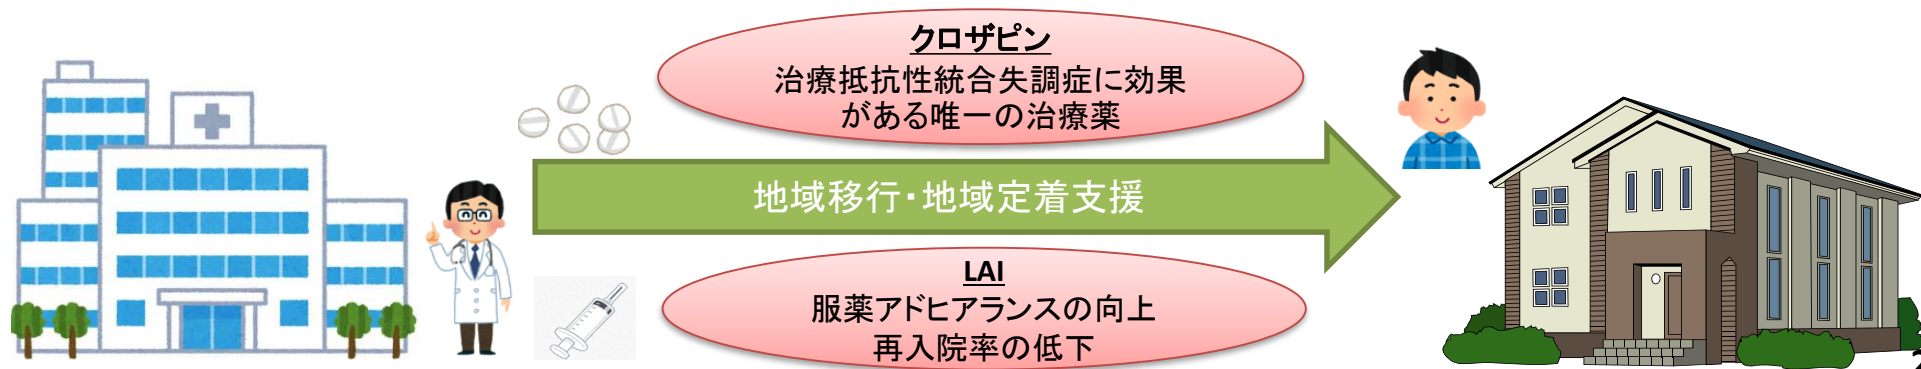 クロザピン
治療抵抗性統合失調症に効果
がある唯一の治療薬
地域移行・地域定着支援
LAI
服薬アドヒアランスの向上
再入院率の低下